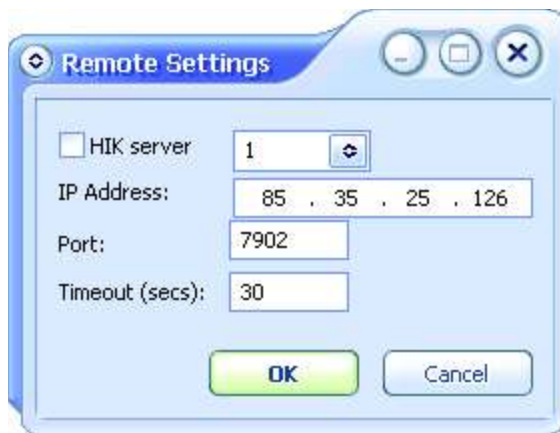 Remote Settings
HIK server 1
IP Address: 85 . 35 . 25 . 126
Port: 7902
Timeout (secs): 30
OK Cancel